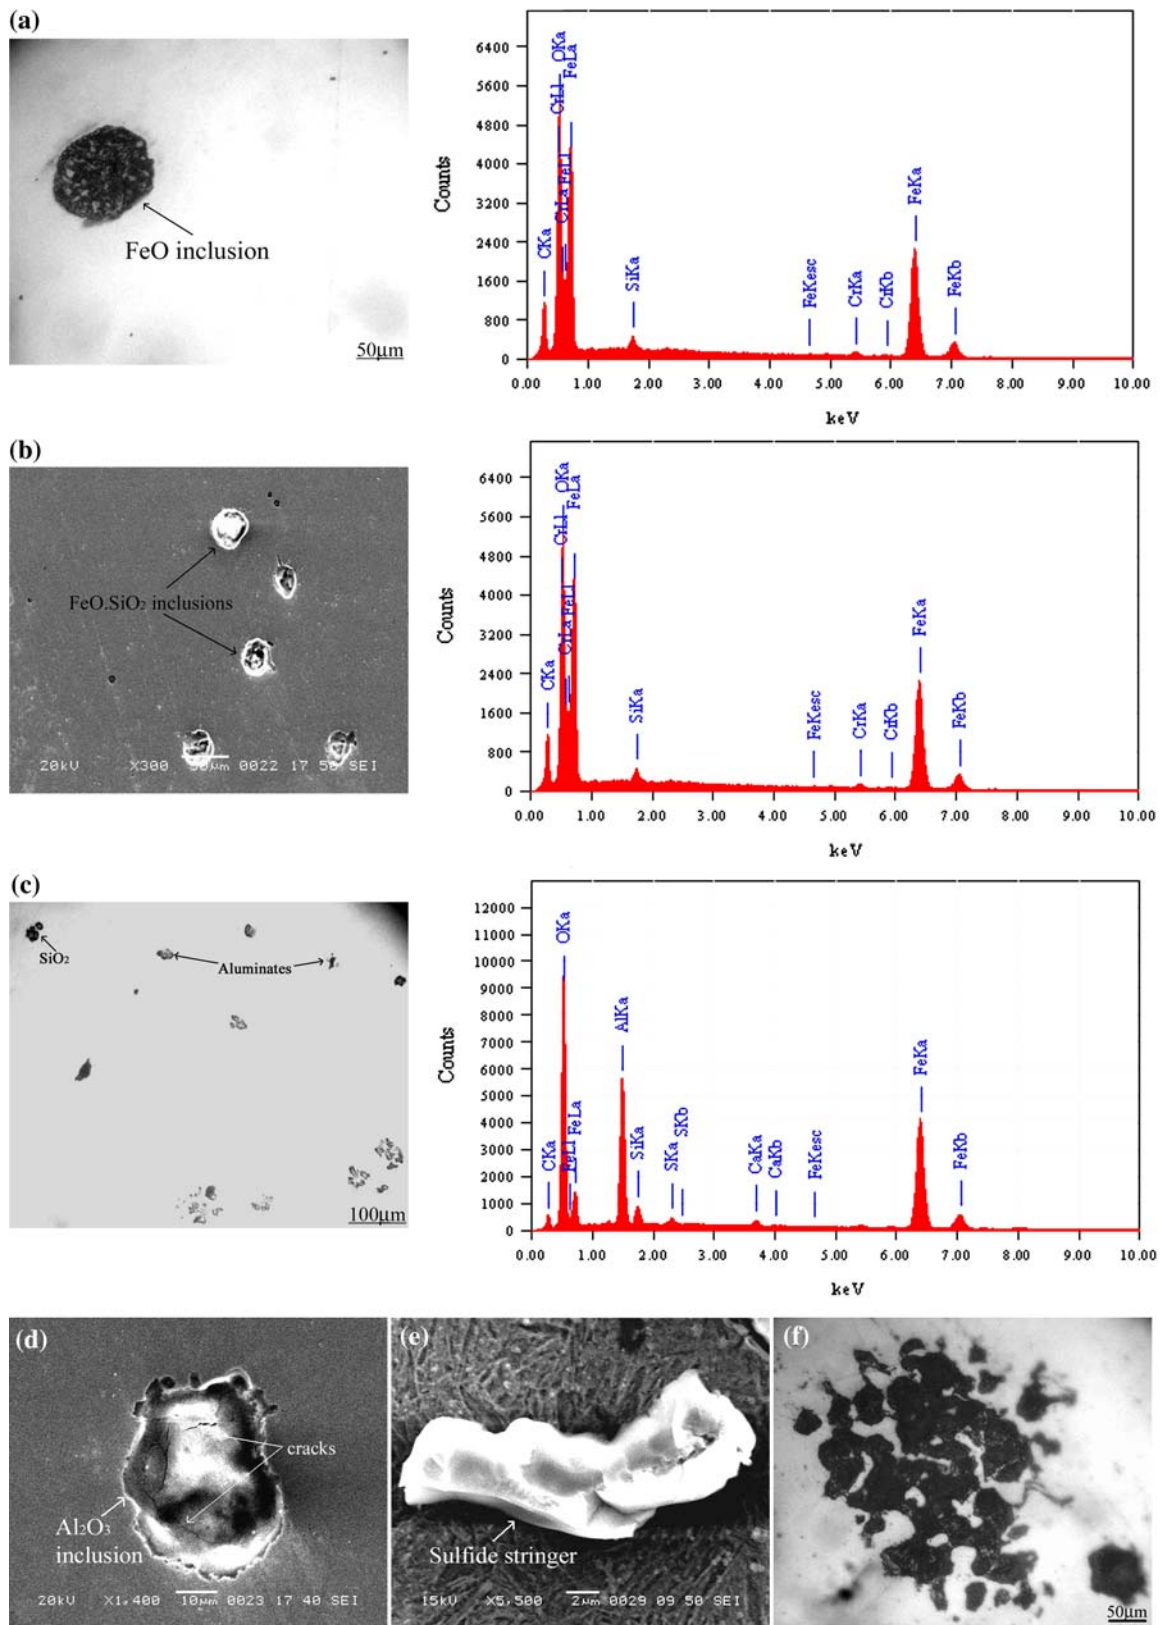 (a)
FeO inclusion
50µm
6400
5600
4800
4000
3200
2400
1600
800
0
Counts
CKa
CrLl
OKa
CrLa
FeLl
FeLa
SiKa
FeKesc
CrKa
CrKb
FeKa
FeKb
0.00 1.00 2.00 3.00 4.00 5.00 6.00 7.00 8.00 9.00 10.00
keV
(b)
FeO.SiO₂ inclusions
20kV X300 50µm 0022 17 50 SEI
6400
5600
4800
4000
3200
2400
1600
800
0
Counts
CKa
CrLl
OKa
CrLa
FeLl
FeLa
SiKa
FeKesc
CrKa
CrKb
FeKa
FeKb
0.00 1.00 2.00 3.00 4.00 5.00 6.00 7.00 8.00 9.00 10.00
keV
(c)
SiO₂
Aluminates
100µm
12000
11000
10000
9000
8000
7000
6000
5000
4000
3000
2000
1000
0
Counts
CKa
OKa
FeLl
FeLa
AlKa
SiKa
SKa
SKb
CaKa
CaKb
FeKesc
FeKa
FeKb
0.00 1.00 2.00 3.00 4.00 5.00 6.00 7.00 8.00 9.00 10.00
keV
(d)
cracks
Al₂O₃
inclusion
20kV X1,400 10µm 0023 17 40 SEI
(e)
Sulfide stringer
15kV X5,500 2µm 0029 09 50 SEI
(f)
50µm